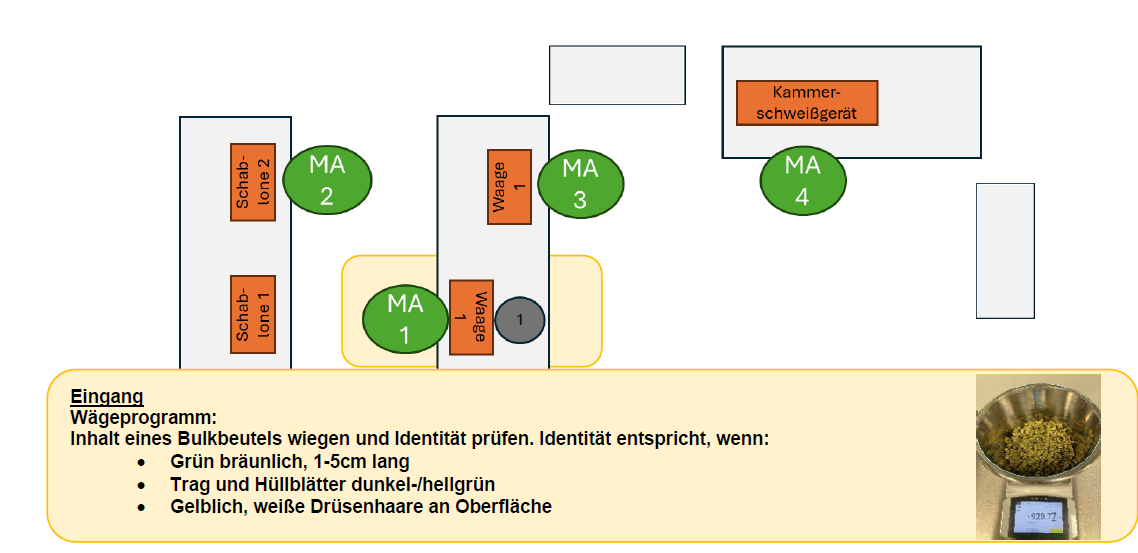 Kammer-
schweißgerät
Schab-
lone 2
MA
2
Waage
1
MA
3
MA
4
Schab-
lone 1
MA
1
Waage
1
1
Eingang
Wägeprogramm:
Inhalt eines Bulkbeutels wiegen und Identität prüfen. Identität entspricht, wenn:
• Grün bräunlich, 1-5cm lang
• Trag und Hüllblätter dunkel-/hellgrün
• Gelblich, weiße Drüsenhaare an Oberfläche